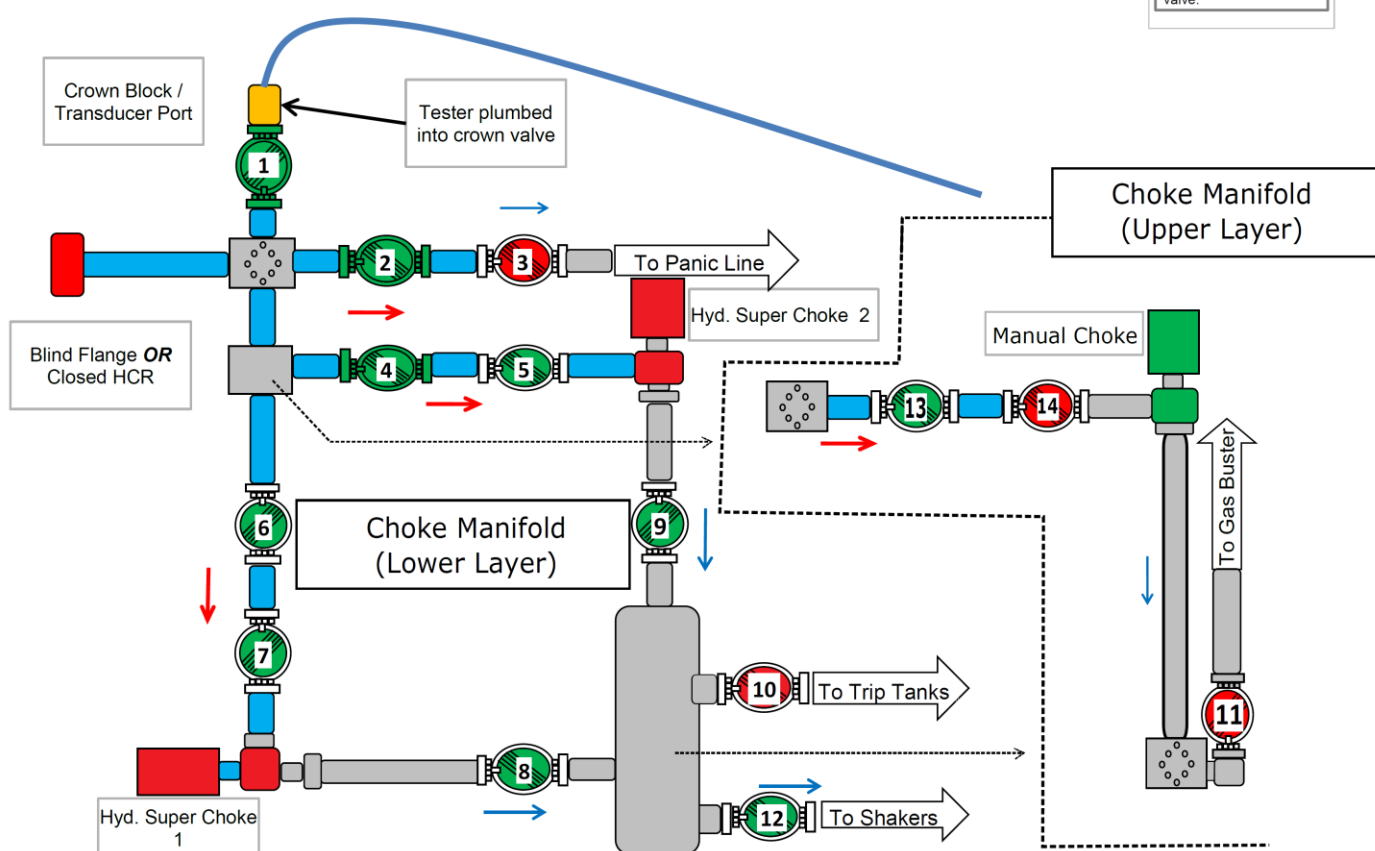 valve.
Crown Block /
Transducer Port
Tester plumbed
into crown valve
1
Choke Manifold
(Upper Layer)
2
3
To Panic Line
Hyd. Super Choke 2
Manual Choke
Blind Flange OR
Closed HCR
4
5
13
14
To Gas Buster
6
Choke Manifold
(Lower Layer)
9
7
10
To Trip Tanks
11
8
12
To Shakers
Hyd. Super Choke
1